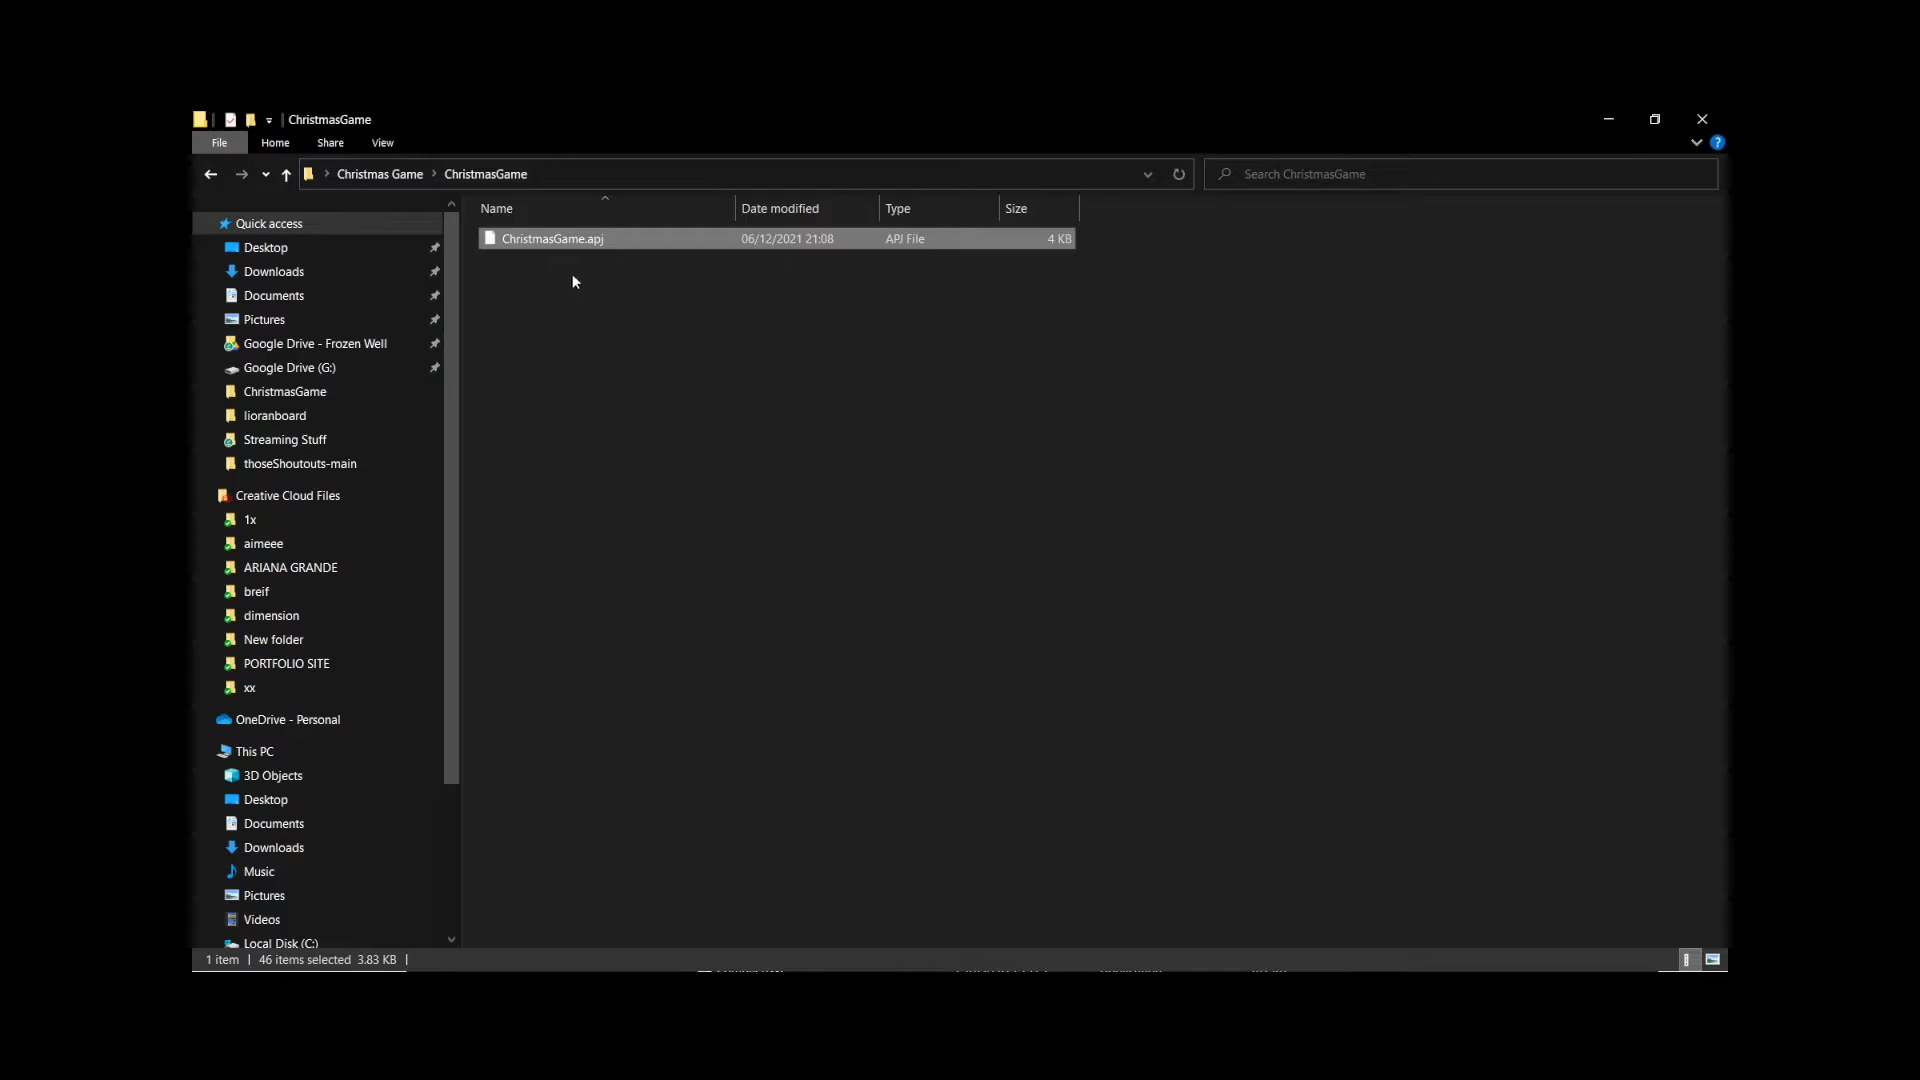 ChristmasGame
File Home Share View
Christmas Game ChristmasGame
Search ChristmasGame
Name Date modified Type Size
ChristmasGame.apj 06/12/2021 21:08 APJ File 4 KB
Quick access
Desktop
Downloads
Documents
Pictures
Google Drive - Frozen Well
Google Drive (G:)
ChristmasGame
lioranboard
Streaming Stuff
thoseShoutouts-main
Creative Cloud Files
1x
aimeee
ARIANA GRANDE
breif
dimension
New folder
PORTFOLIO SITE
xx
OneDrive - Personal
This PC
3D Objects
Desktop
Documents
Downloads
Music
Pictures
Videos
Local Disk (C:)
1 item 46 items selected 3.83 KB